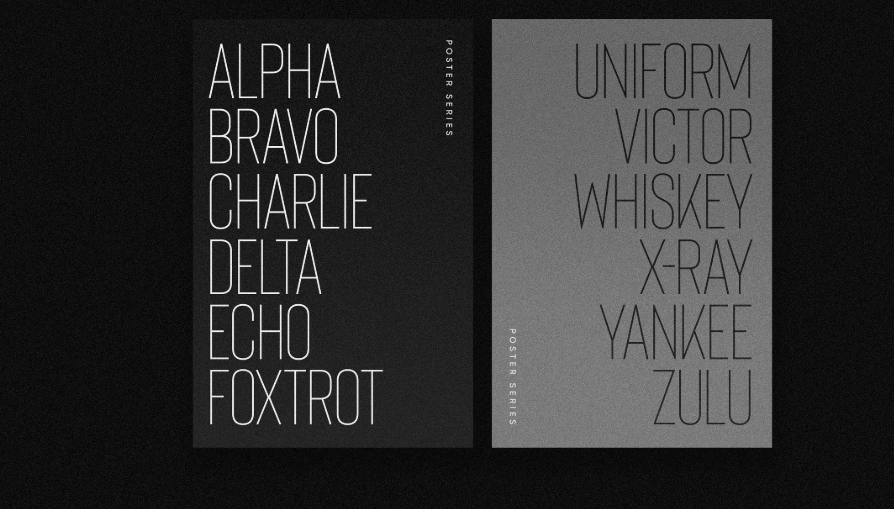 ALPHA
BRAVO
CHARLIE
DELTA
ECHO
FOXTROT
POSTER SERIES
UNIFORM
VICTOR
WHISKEY
X-RAY
YANKEE
ZULU
POSTER SERIES